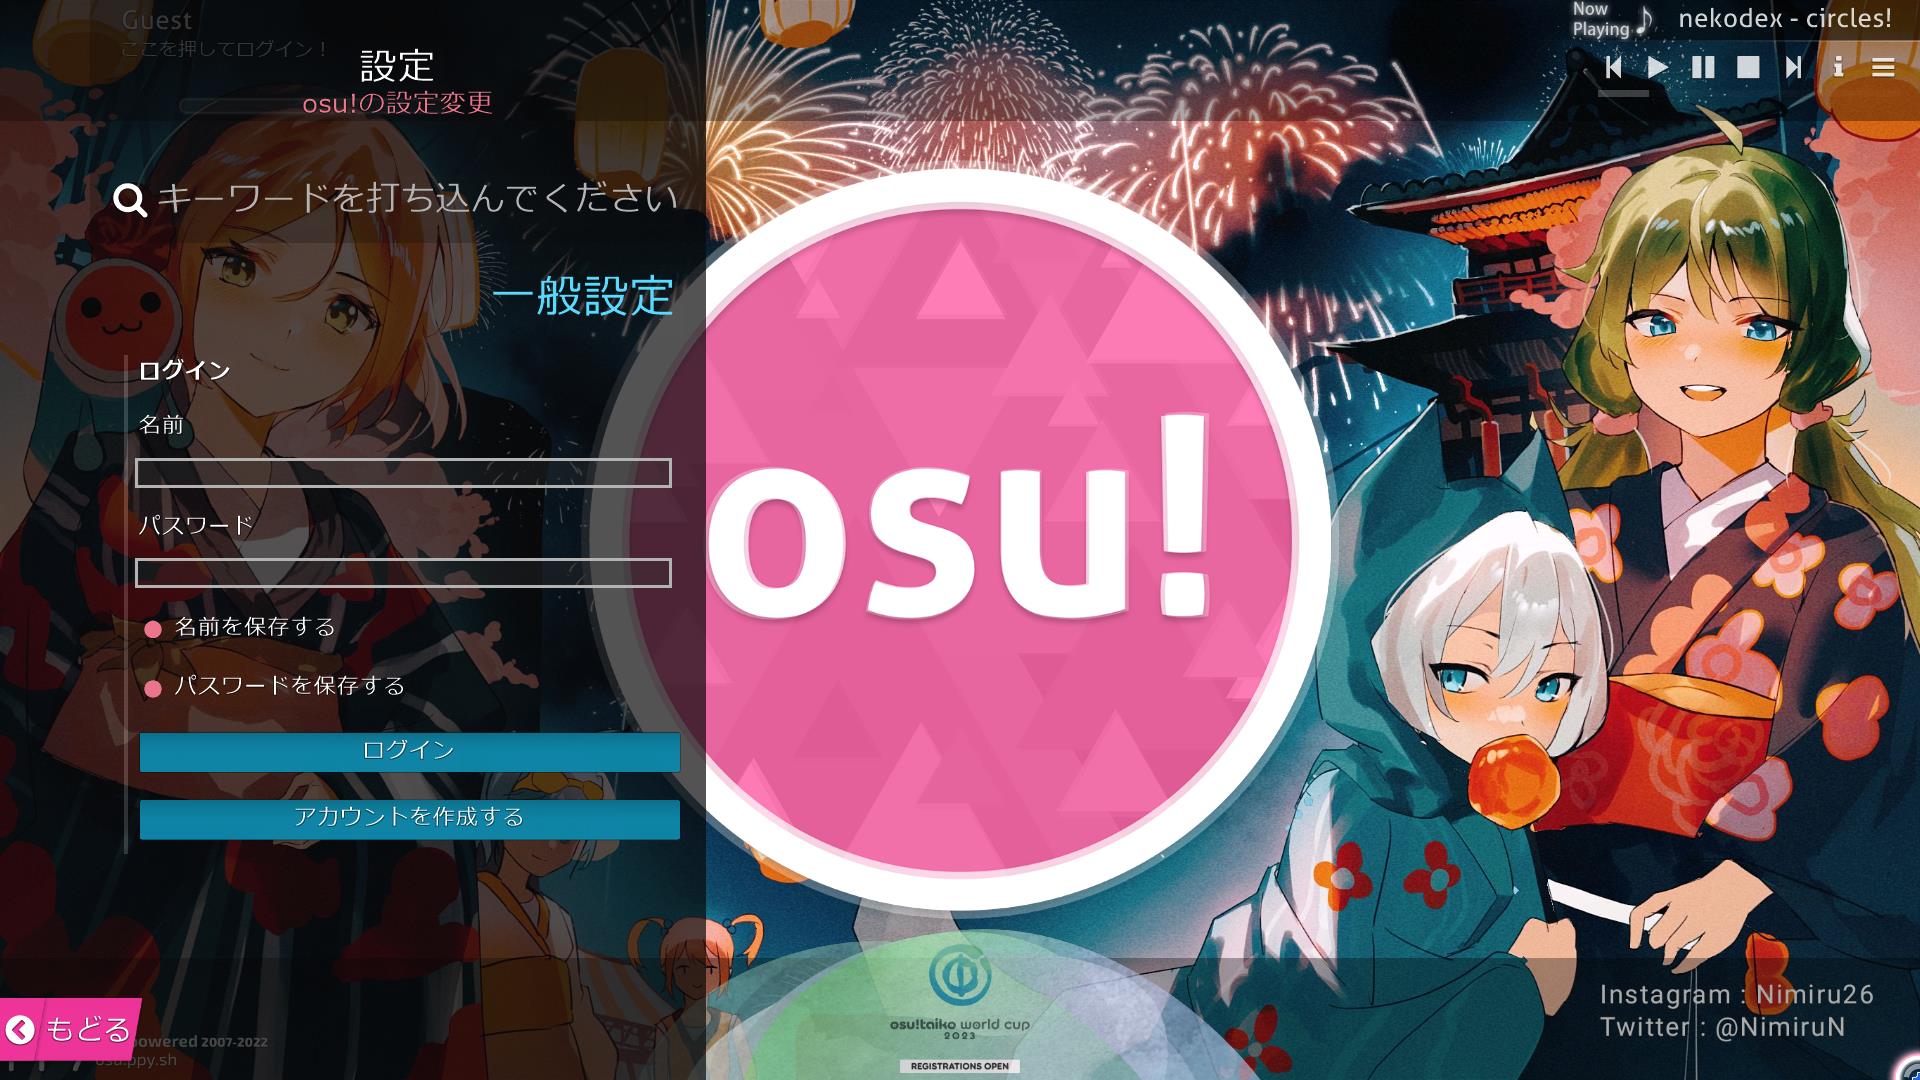 Guest
ここを押してログイン！
設定
osu!の設定変更
Now Playing
nekodex - circles!
キーワードを打ち込んでください
一般設定
ログイン
名前
パスワード
名前を保存する
パスワードを保存する
ログイン
アカウントを作成する
osu!
もどる
powered 2007-2022
osu.ppy.sh
osu!taiko world cup
2023
REGISTRATIONS OPEN
Instagram : Nimiru26
Twitter : @NimiruN